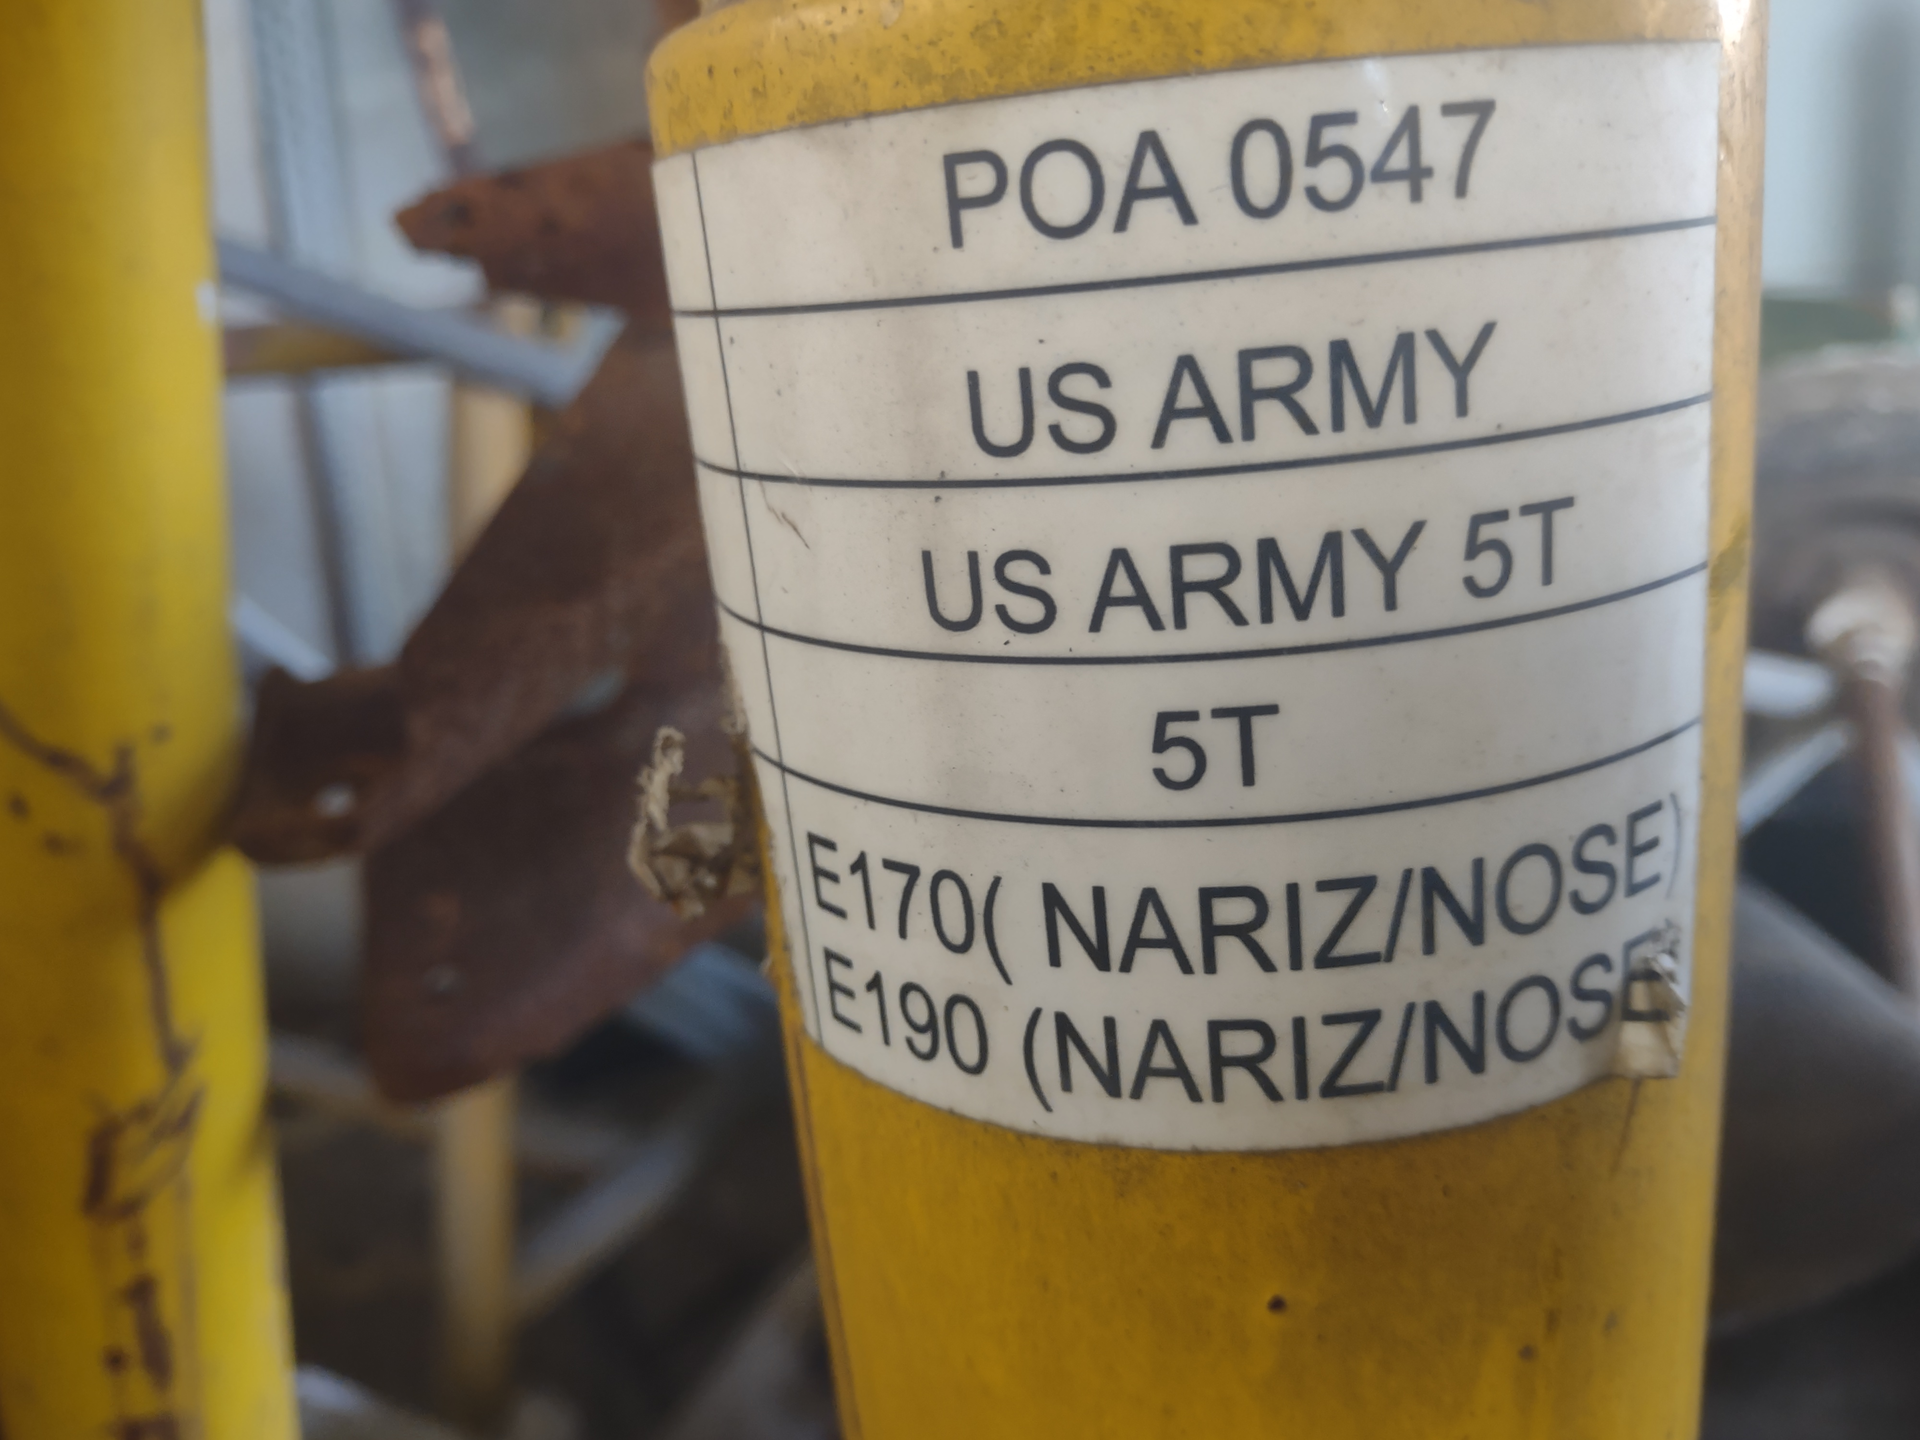 POA 0547
US ARMY
US ARMY 5T
5T
E170( NARIZ/NOSE)
E190 (NARIZ/NOSE